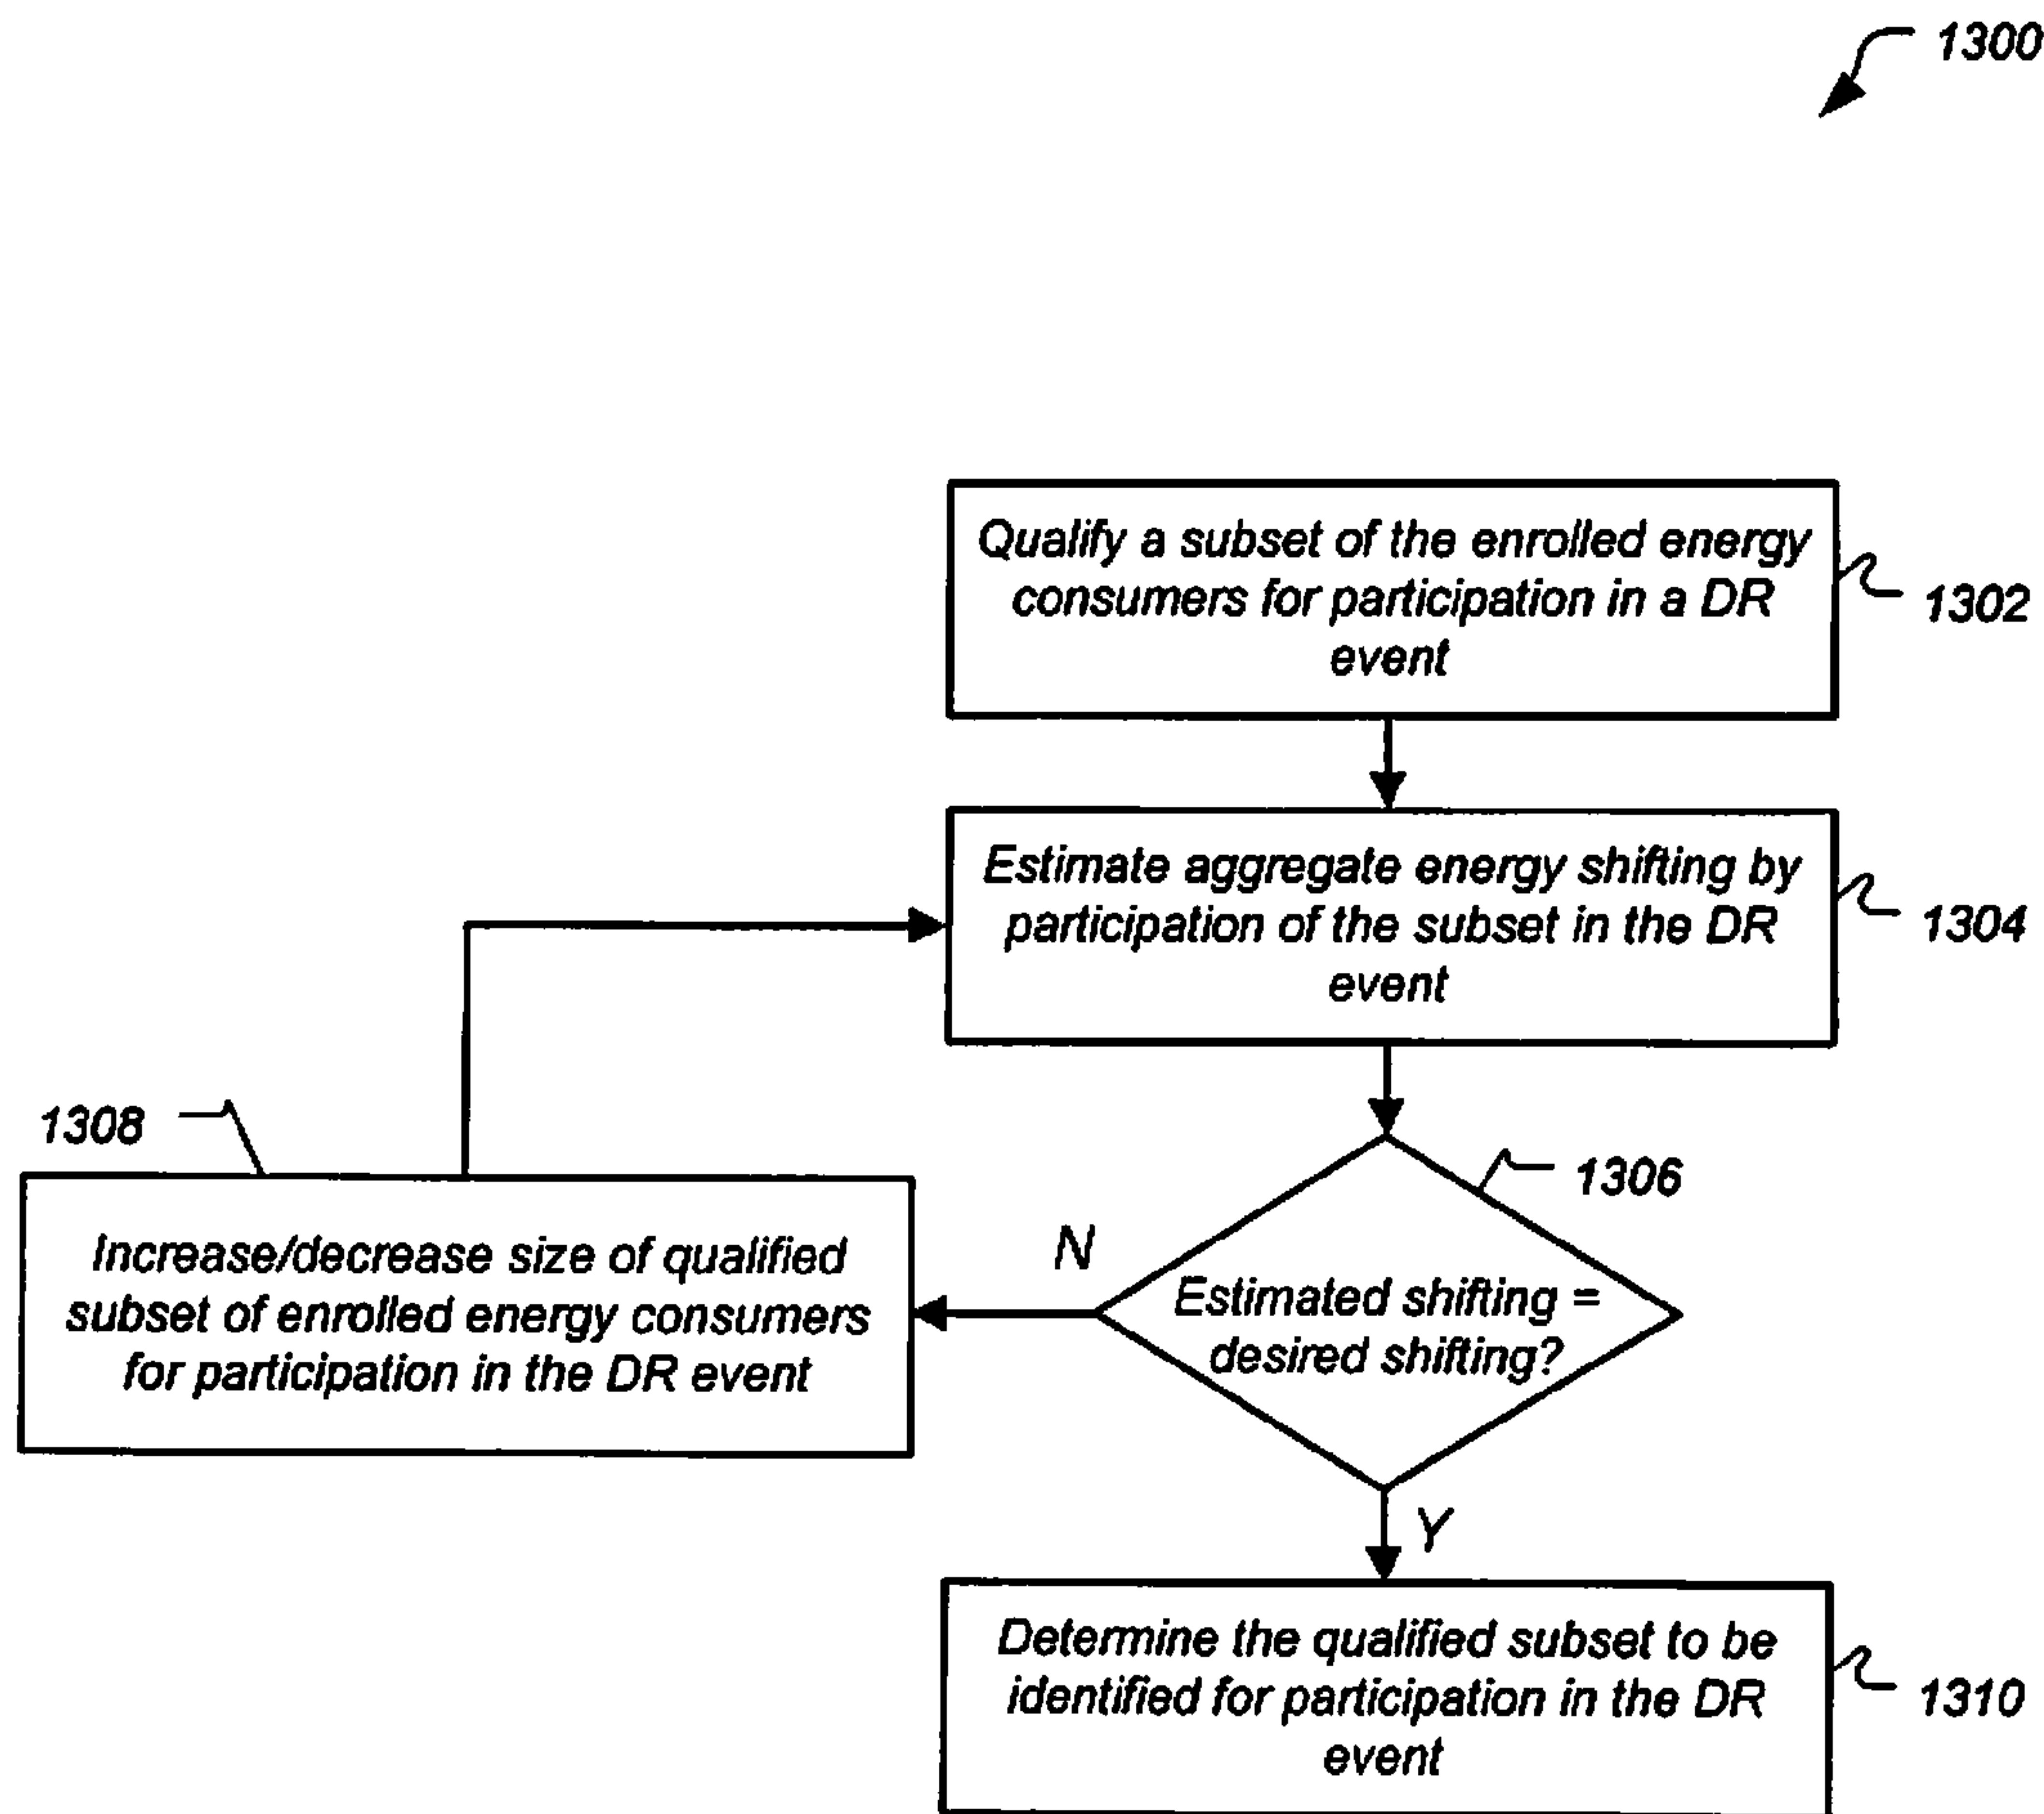 1300
Qualify a subset of the enrolled energy
consumers for participation in a DR
event
1302
Estimate aggregate energy shifting by
participation of the subset in the DR
event
1304
1306
Estimated shifting =
desired shifting?
N
1308
Increase/decrease size of qualified
subset of enrolled energy consumers
for participation in the DR event
Y
Determine the qualified subset to be
identified for participation in the DR
event
1310